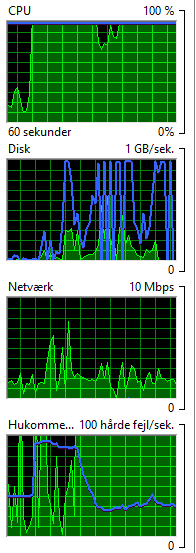 CPU 100 %
60 sekunder 0%
Disk 1 GB/sek.
0
Netværk 10 Mbps
0
Hukomme... 100 hårde fejl/sek.
0